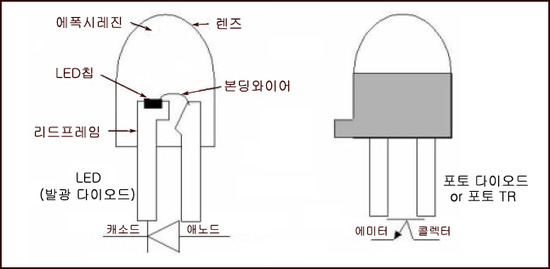 에폭시레진
렌즈
LED칩
본딩와이어
리드프레임
LED
(발광 다이오드)
캐소드
애노드
포토 다이오드
or 포토 TR
에미터
콜렉터